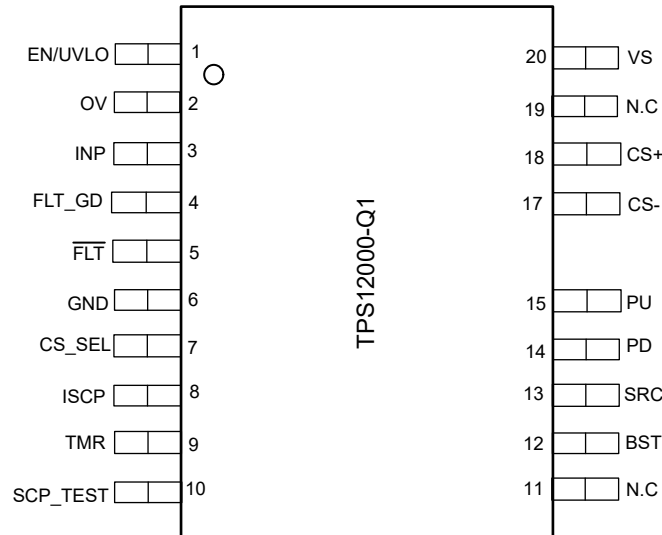 EN/UVLO 1
OV 2
INP 3
FLT_GD 4
FLT 5
GND 6
CS_SEL 7
ISCP 8
TMR 9
SCP_TEST 10
TPS12000-Q1
20 VS
19 N.C
18 CS+
17 CS-
15 PU
14 PD
13 SRC
12 BST
11 N.C